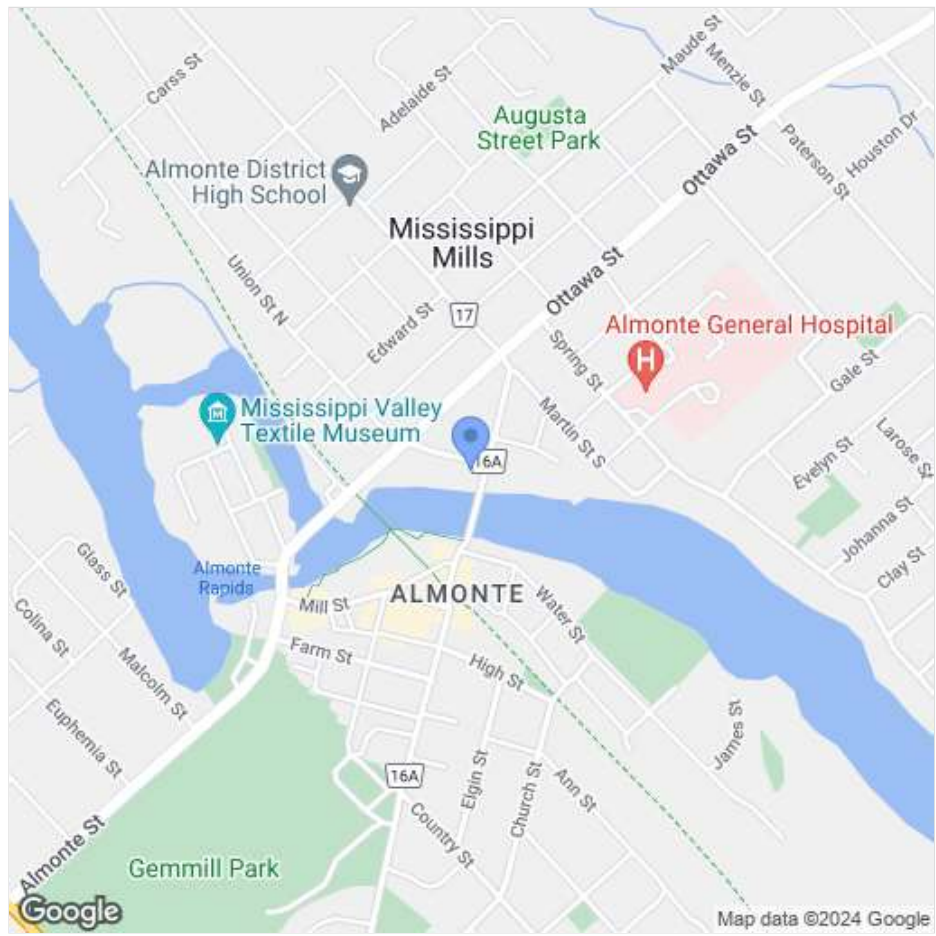 Carss St
Adelaide St
Maude St
Menzie St
Augusta
Street Park
Ottawa St
Paterson St
Houston Dr
Almonte District
High School
Mississippi
Mills
Union St N
Edward St
17
Ottawa St
Almonte General Hospital
H
Spring St
Gale St
Mississippi Valley
Textile Museum
Martin St S
16A
Evelyn St
Larose St
Johanna St
Clay St
Glass St
Almonte
Rapids
Mill St
ALMONTE
Water St
Colina St
Malcolm St
Farm St
High St
Euphemia St
James St
16A
Elgin St
Church St
Ann St
Country St
Almonte St
Gemmill Park
Google
Map data ©2024 Google